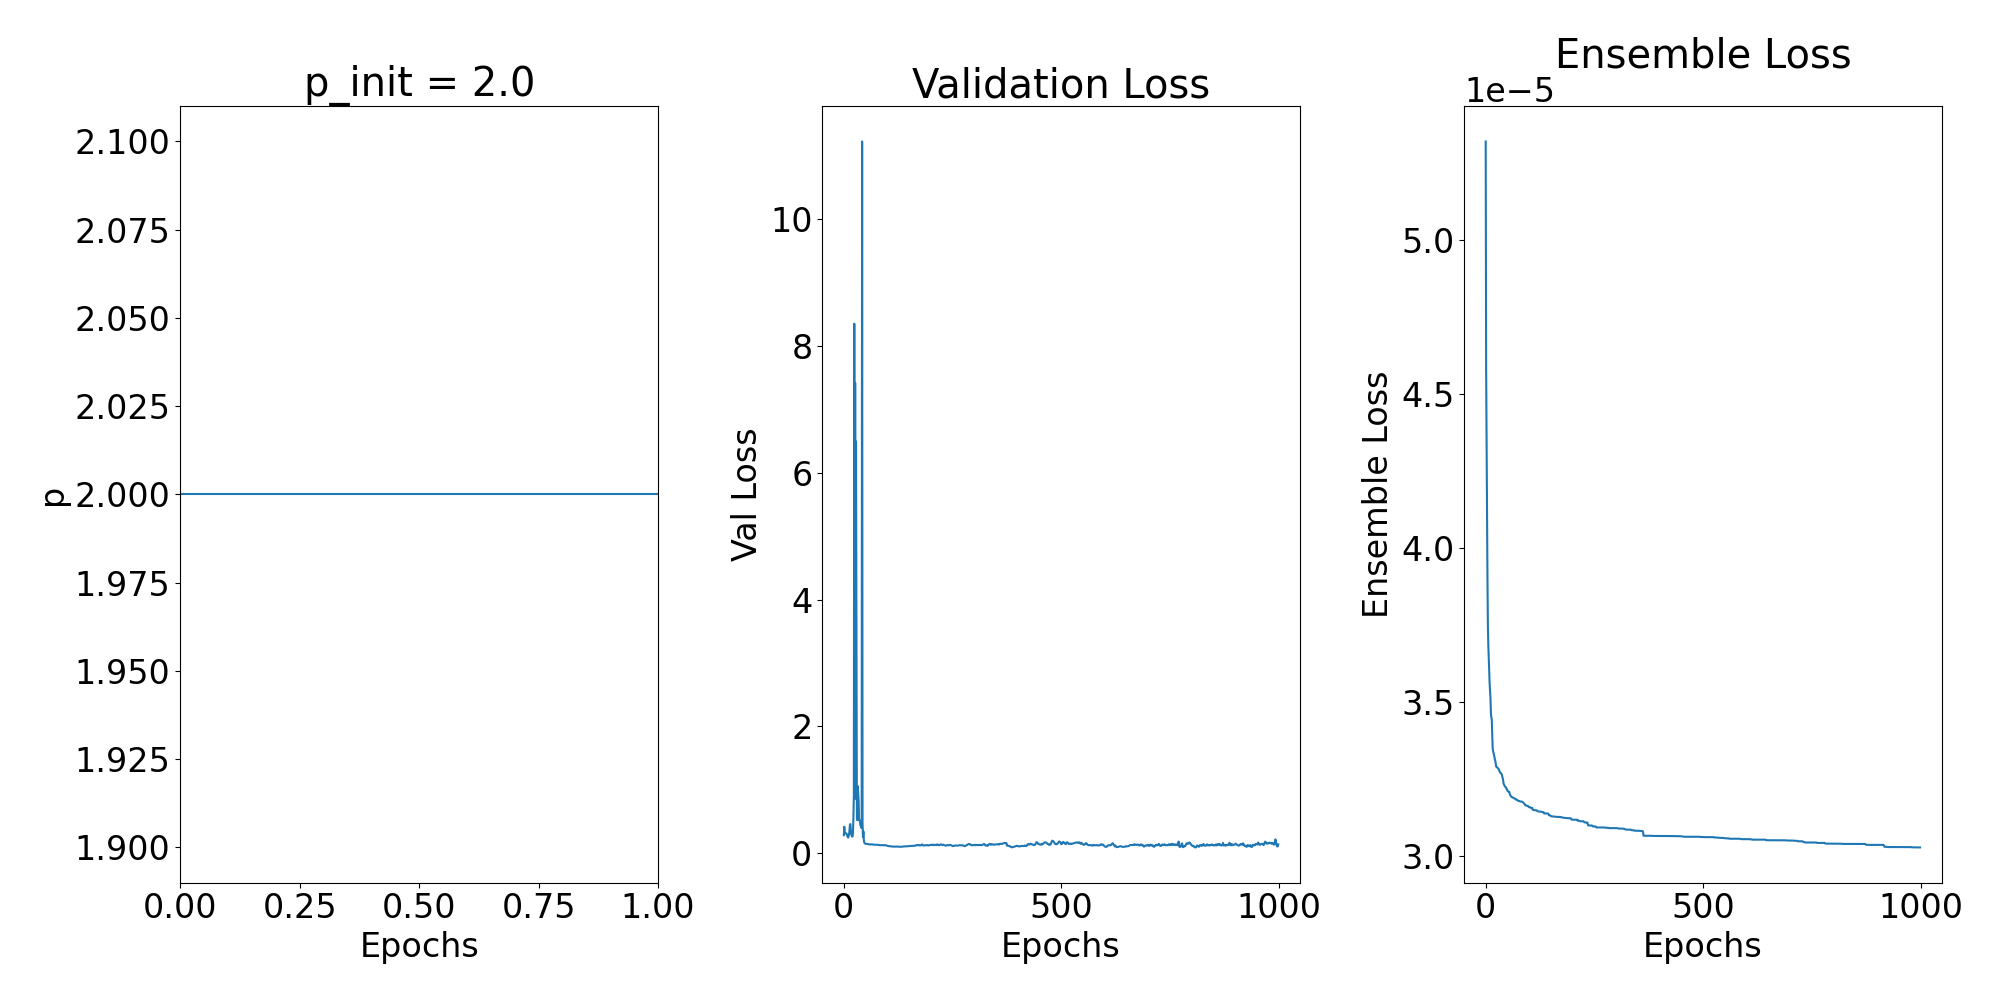 p_init = 2.0
2.100
2.075
2.050
2.025
2.000
1.975
1.950
1.925
1.900
p
0.00 0.25 0.50 0.75 1.00
Epochs
Validation Loss
10
8
6
4
2
0
Val Loss
0 500 1000
Epochs
Ensemble Loss
1e−5
5.0
4.5
4.0
3.5
3.0
Ensemble Loss
0 500 1000
Epochs